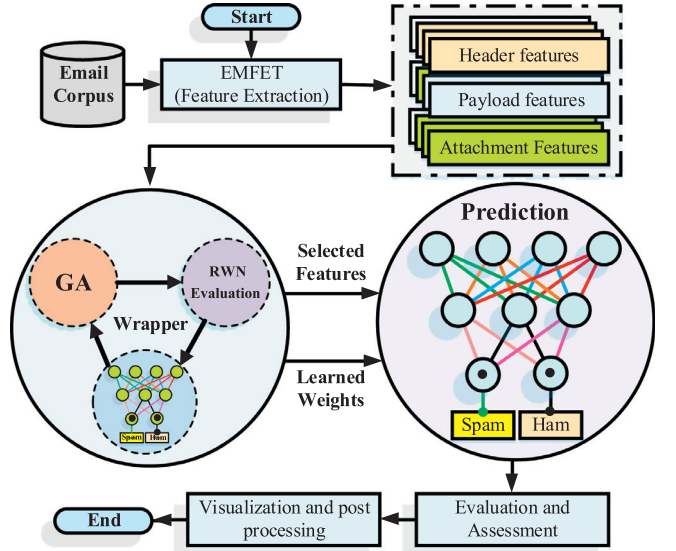 Start
Email
Corpus
EMFET
(Feature Extraction)
Header features
Payload features
Attachment Features
GA
RWN
Evaluation
Wrapper
Spam
Ham
Selected
Features
Learned
Weights
Prediction
Spam
Ham
Evaluation and
Assessment
Visualization and post
processing
End